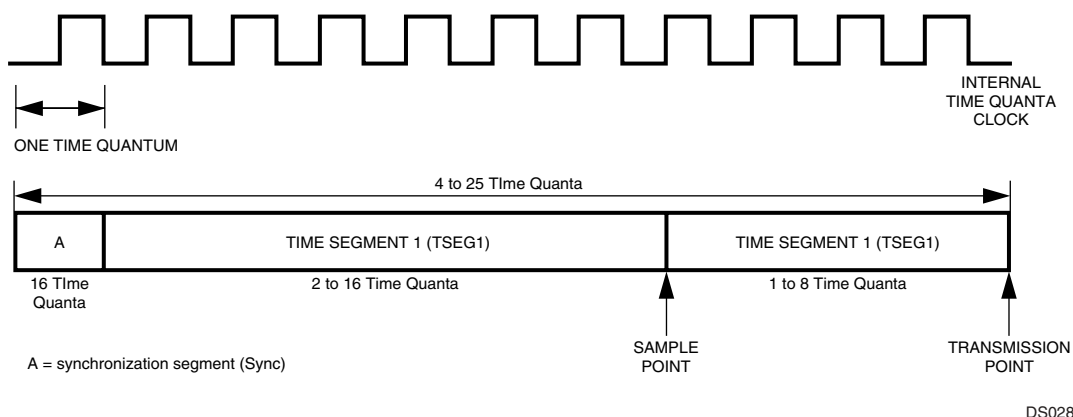 INTERNAL
TIME QUANTA
CLOCK
ONE TIME QUANTUM
4 to 25 TIme Quanta
A
TIME SEGMENT 1 (TSEG1)
TIME SEGMENT 1 (TSEG1)
16 TIme
Quanta
2 to 16 Time Quanta
1 to 8 Time Quanta
A = synchronization segment (Sync)
SAMPLE
POINT
TRANSMISSION
POINT
DS028